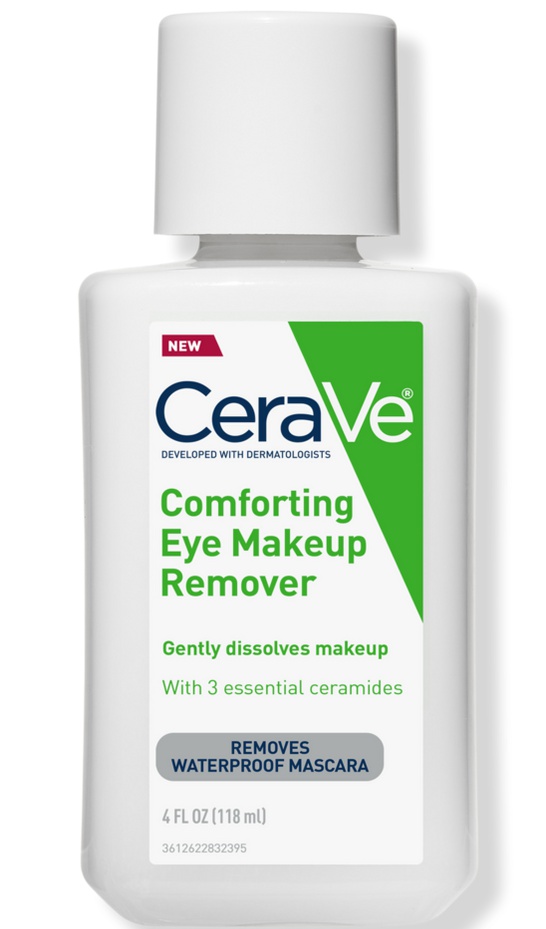 NEW
CeraVe®
DEVELOPED WITH DERMATOLOGISTS
Comforting
Eye Makeup
Remover
Gently dissolves makeup
With 3 essential ceramides
REMOVES
WATERPROOF MASCARA
4 FL OZ (118 ml)
3612622832395